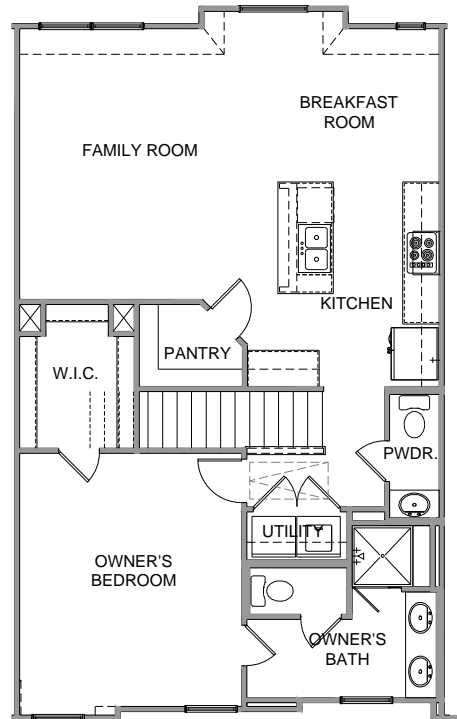 BREAKFAST
ROOM
FAMILY ROOM
KITCHEN
PANTRY
W.I.C.
PWDR.
UTILITY
OWNER'S
BEDROOM
OWNER'S
BATH